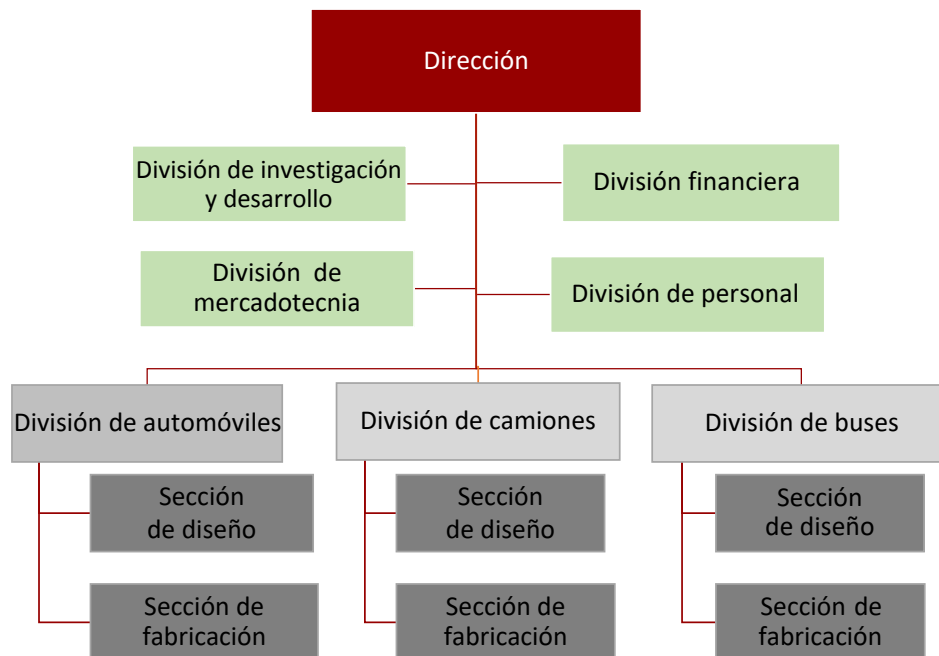 Dirección
División de investigación
y desarrollo
División financiera
División de
mercadotecnia
División de personal
División de automóviles
División de camiones
División de buses
Sección
de diseño
Sección
de diseño
Sección
de diseño
Sección de
fabricación
Sección de
fabricación
Sección de
fabricación